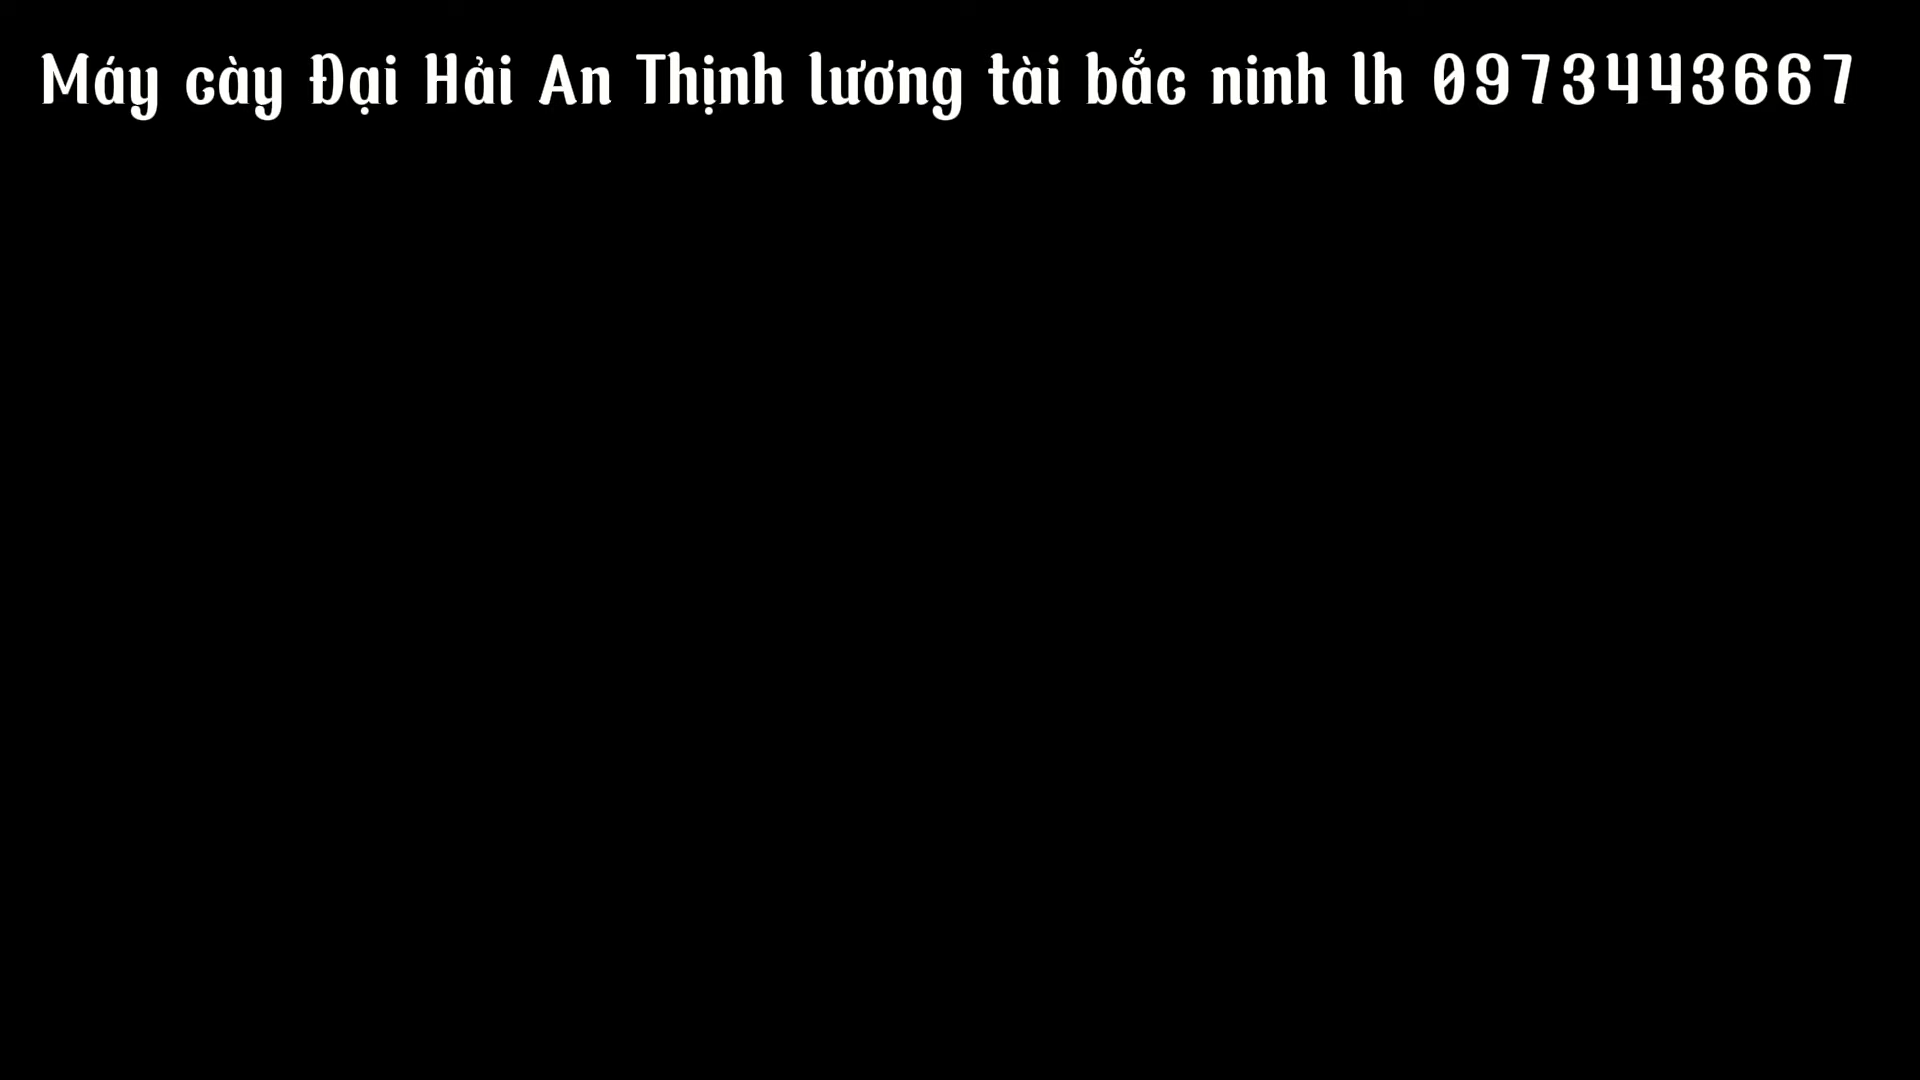 Máy cày Đại Hải An Thịnh lương tài bắc ninh lh 0973443667